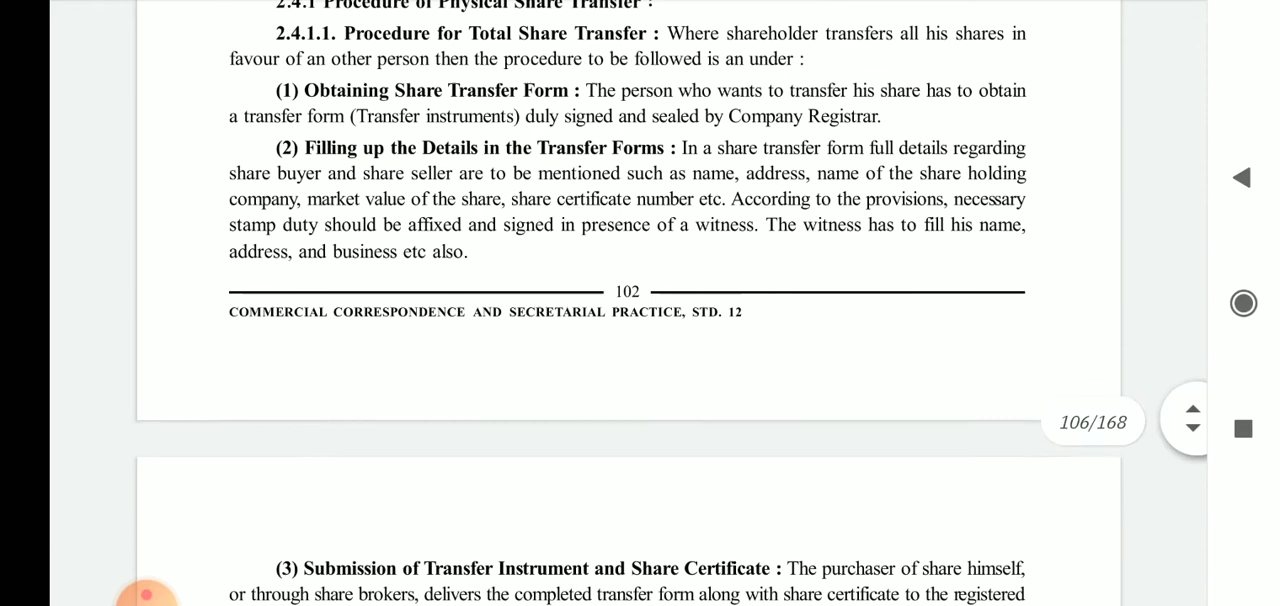 2.4.1 Procedure of Physical Share Transfer :
2.4.1.1. Procedure for Total Share Transfer : Where shareholder transfers all his shares in
favour of an other person then the procedure to be followed is an under :
(1) Obtaining Share Transfer Form : The person who wants to transfer his share has to obtain
a transfer form (Transfer instruments) duly signed and sealed by Company Registrar.
(2) Filling up the Details in the Transfer Forms : In a share transfer form full details regarding
share buyer and share seller are to be mentioned such as name, address, name of the share holding
company, market value of the share, share certificate number etc. According to the provisions, necessary
stamp duty should be affixed and signed in presence of a witness. The witness has to fill his name,
address, and business etc also.
102
COMMERCIAL CORRESPONDENCE AND SECRETARIAL PRACTICE, STD. 12
106/168
(3) Submission of Transfer Instrument and Share Certificate : The purchaser of share himself,
or through share brokers, delivers the completed transfer form along with share certificate to the registered